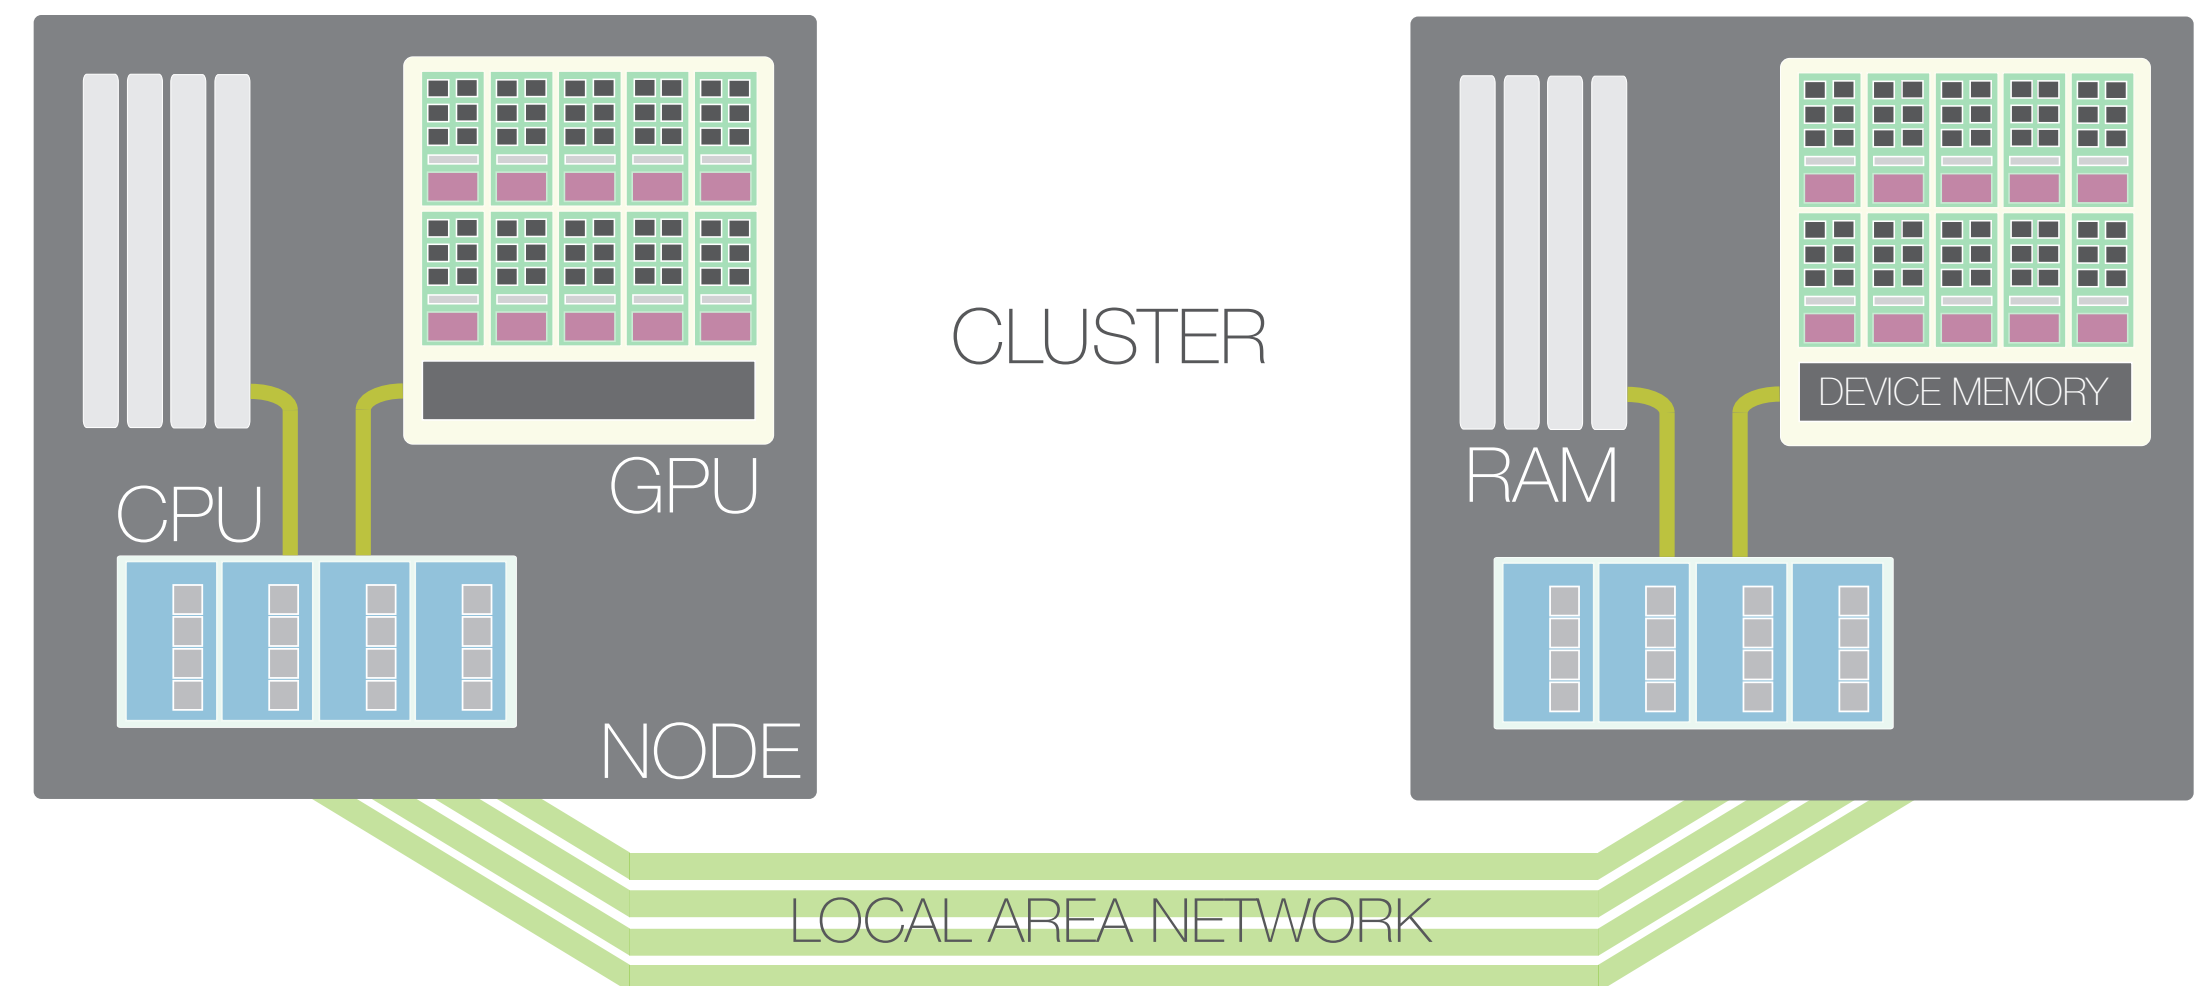 CLUSTER
DEVICE MEMORY
GPU
RAM
CPU
NODE
LOCAL AREA NETWORK